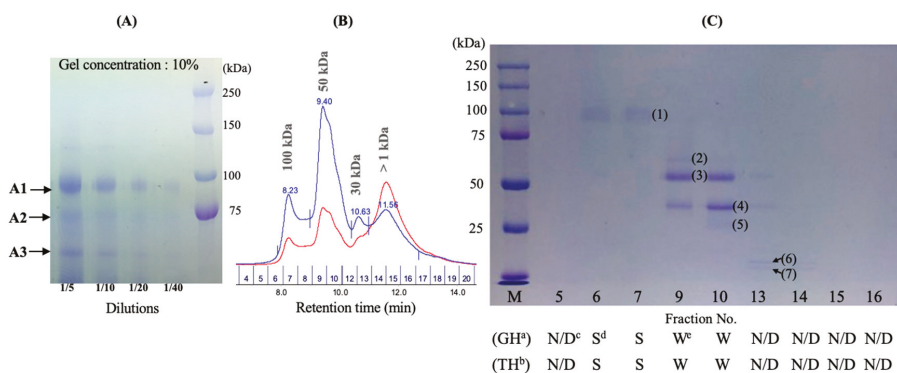 (A)
Gel concentration : 10%
(kDa)
250
150
100
75
A1
A2
A3
1/5 1/10 1/20 1/40
Dilutions
(B)
100 kDa
50 kDa
30 kDa
> 1 kDa
8.23
9.40
10.63
11.56
4 5 6 7 8 9 10 11 12 13 14 15 16 17 18 19 20
8.0 10.0 12.0 14.0
Retention time (min)
(C)
(kDa)
250
150
100
75
50
25
(1)
(2)
(3)
(4)
(5)
(6)
(7)
M 5 6 7 9 10 13 14 15 16
Fraction No.
(GHᵃ) N/Dᶜ Sᵈ S Wᵉ W N/D N/D N/D N/D
(THᵇ) N/D S S W W N/D N/D N/D N/D